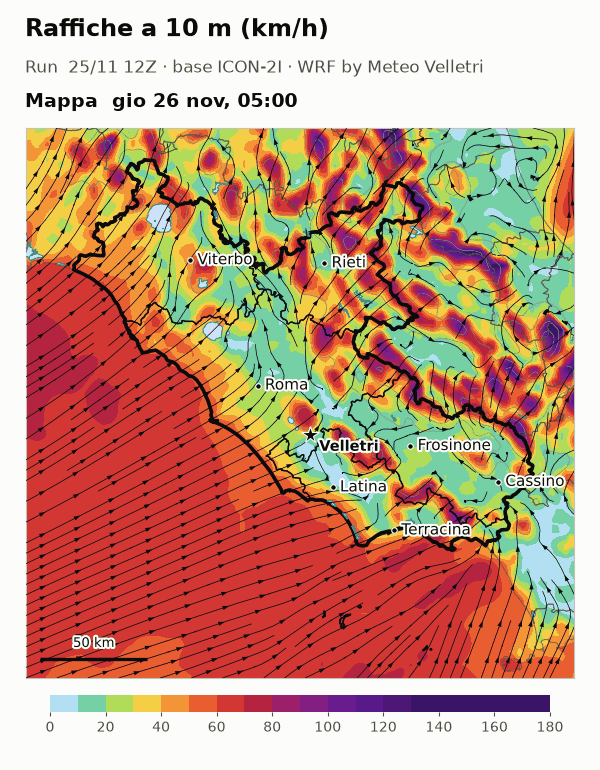 Raffiche a 10 m (km/h)
Run  25/11 12Z · base ICON-2I · WRF by Meteo Velletri
Mappa  gio 26 nov, 05:00
Viterbo
Rieti
Roma
Velletri
Frosinone
Latina
Cassino
Terracina
50 km
0 20 40 60 80 100 120 140 160 180